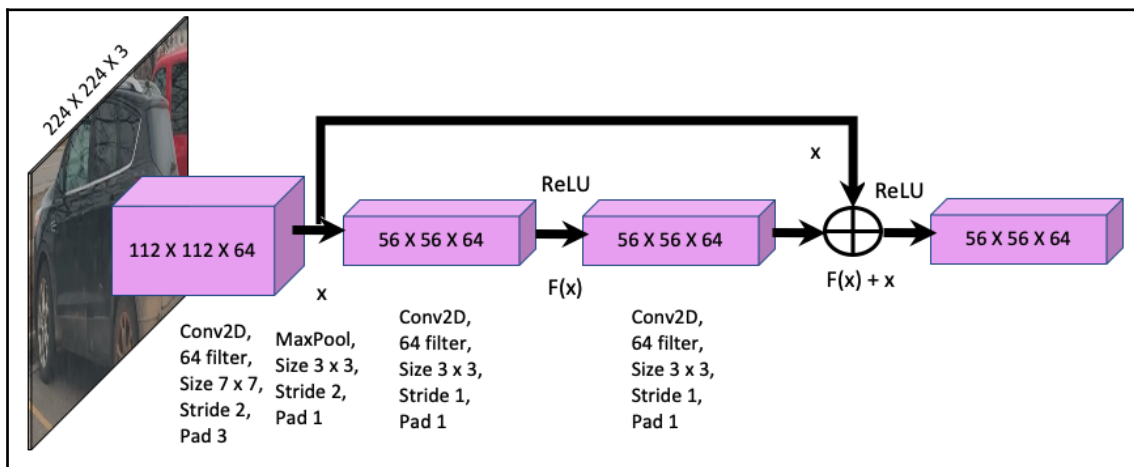 224 X 224 X 3
x
ReLU
ReLU
112 X 112 X 64
56 X 56 X 64
56 X 56 X 64
56 X 56 X 64
x
F(x)
F(x) + x
Conv2D,
64 filter,
Size 7 x 7,
Stride 2,
Pad 3
MaxPool,
Size 3 x 3,
Stride 2,
Pad 1
Conv2D,
64 filter,
Size 3 x 3,
Stride 1,
Pad 1
Conv2D,
64 filter,
Size 3 x 3,
Stride 1,
Pad 1